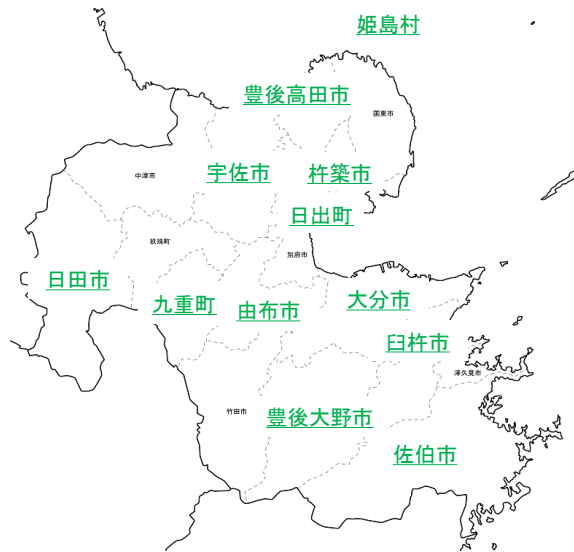 姫島村
豊後高田市
国東市
宇佐市
杵築市
中津市
日出町
玖珠町
別府市
日田市
九重町
由布市
大分市
臼杵市
津久見市
竹田市
豊後大野市
佐伯市